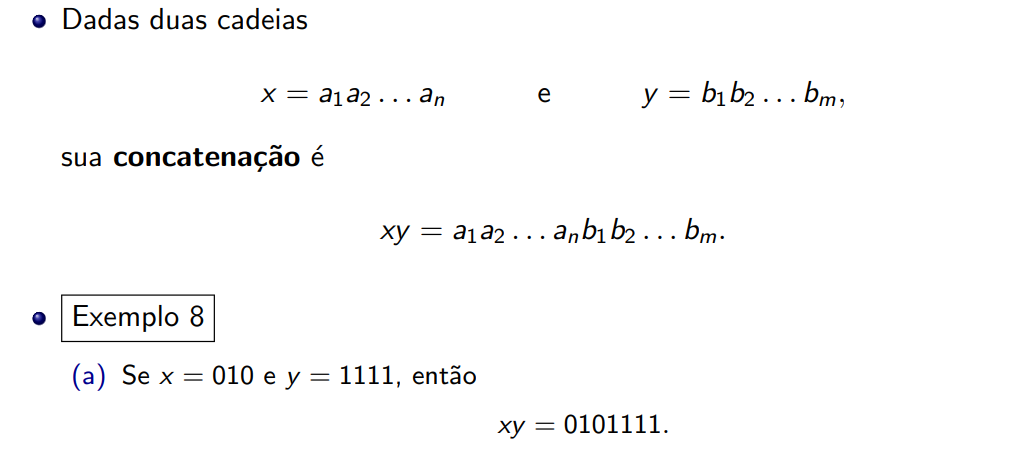 Dadas duas cadeias
x = a₁a₂ … aₙ e y = b₁b₂ … bₘ,
sua concatenação é
xy = a₁a₂ … aₙb₁b₂ … bₘ.
Exemplo 8
(a) Se x = 010 e y = 1111, então
xy = 0101111.